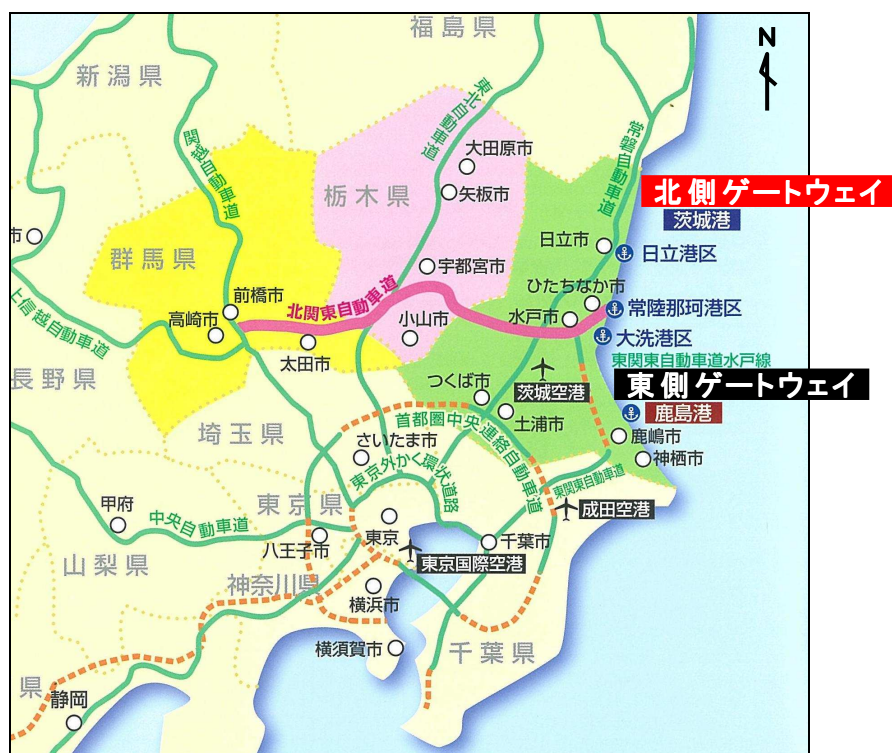 福島県
新潟県
N
東北自動車道
常磐自動車道
関越自動車道
大田原市
栃木県
矢板市
北側ゲートウェイ
茨城港
市
日立市
日立港区
群馬県
宇都宮市
ひたちなか市
前橋市
北関東自動車道
常陸那珂港区
高崎市
小山市
水戸市
上信越自動車道
太田市
大洗港区
東関東自動車道水戸線
長野県
つくば市
茨城空港
東側ゲートウェイ
鹿島港
土浦市
首都圏中央連絡自動車道
埼玉県
さいたま市
鹿嶋市
神栖市
東京外かく環状道路
東関東自動車道
甲府
東京県
中央自動車道
東京
成田空港
八王子市
千葉市
山梨県
東京国際空港
神奈川県
横浜市
横須賀市
千葉県
県
静岡